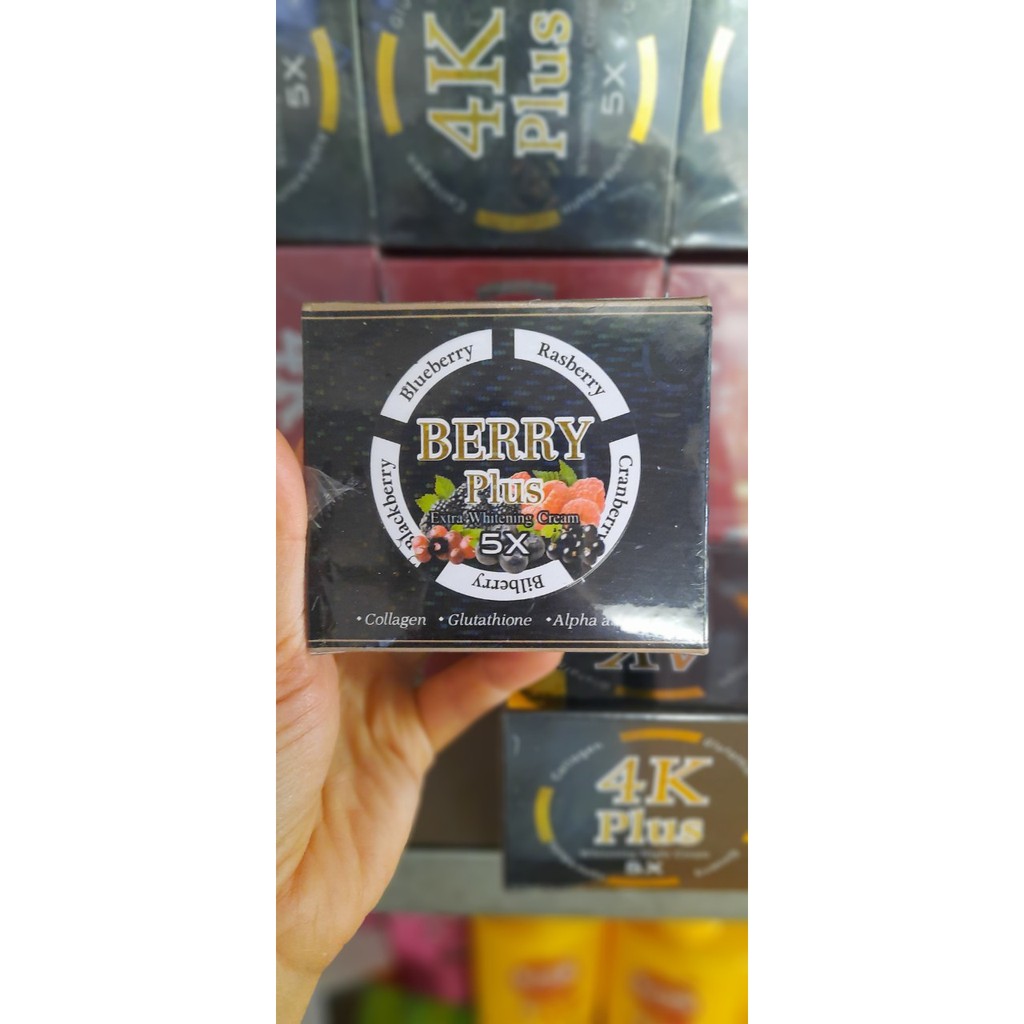 5X
4K
Plus
5X
Blueberry
Rasberry
BERRY
Plus
Blackberry
Cranberry
Extra Whitening Cream
5X
Bilberry
• Collagen • Glutathione • Alpha
4K
Plus
5X